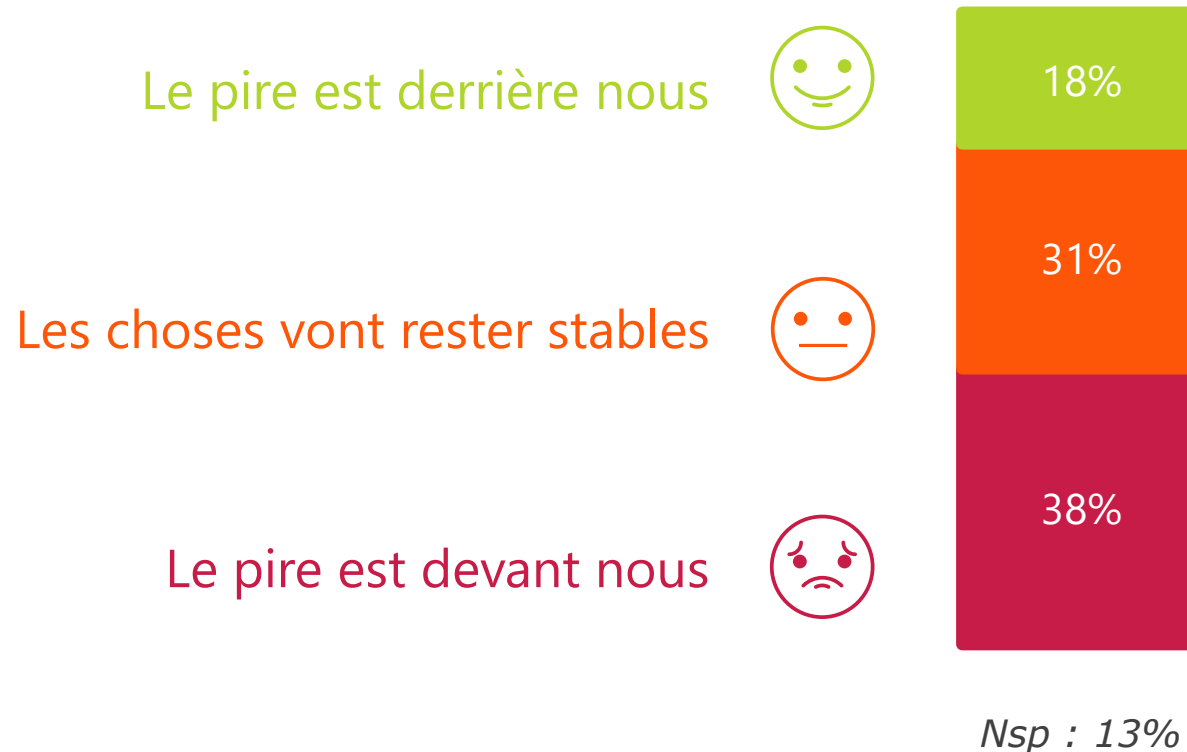 Le pire est derrière nous
18%
Les choses vont rester stables
31%
Le pire est devant nous
38%
Nsp : 13%